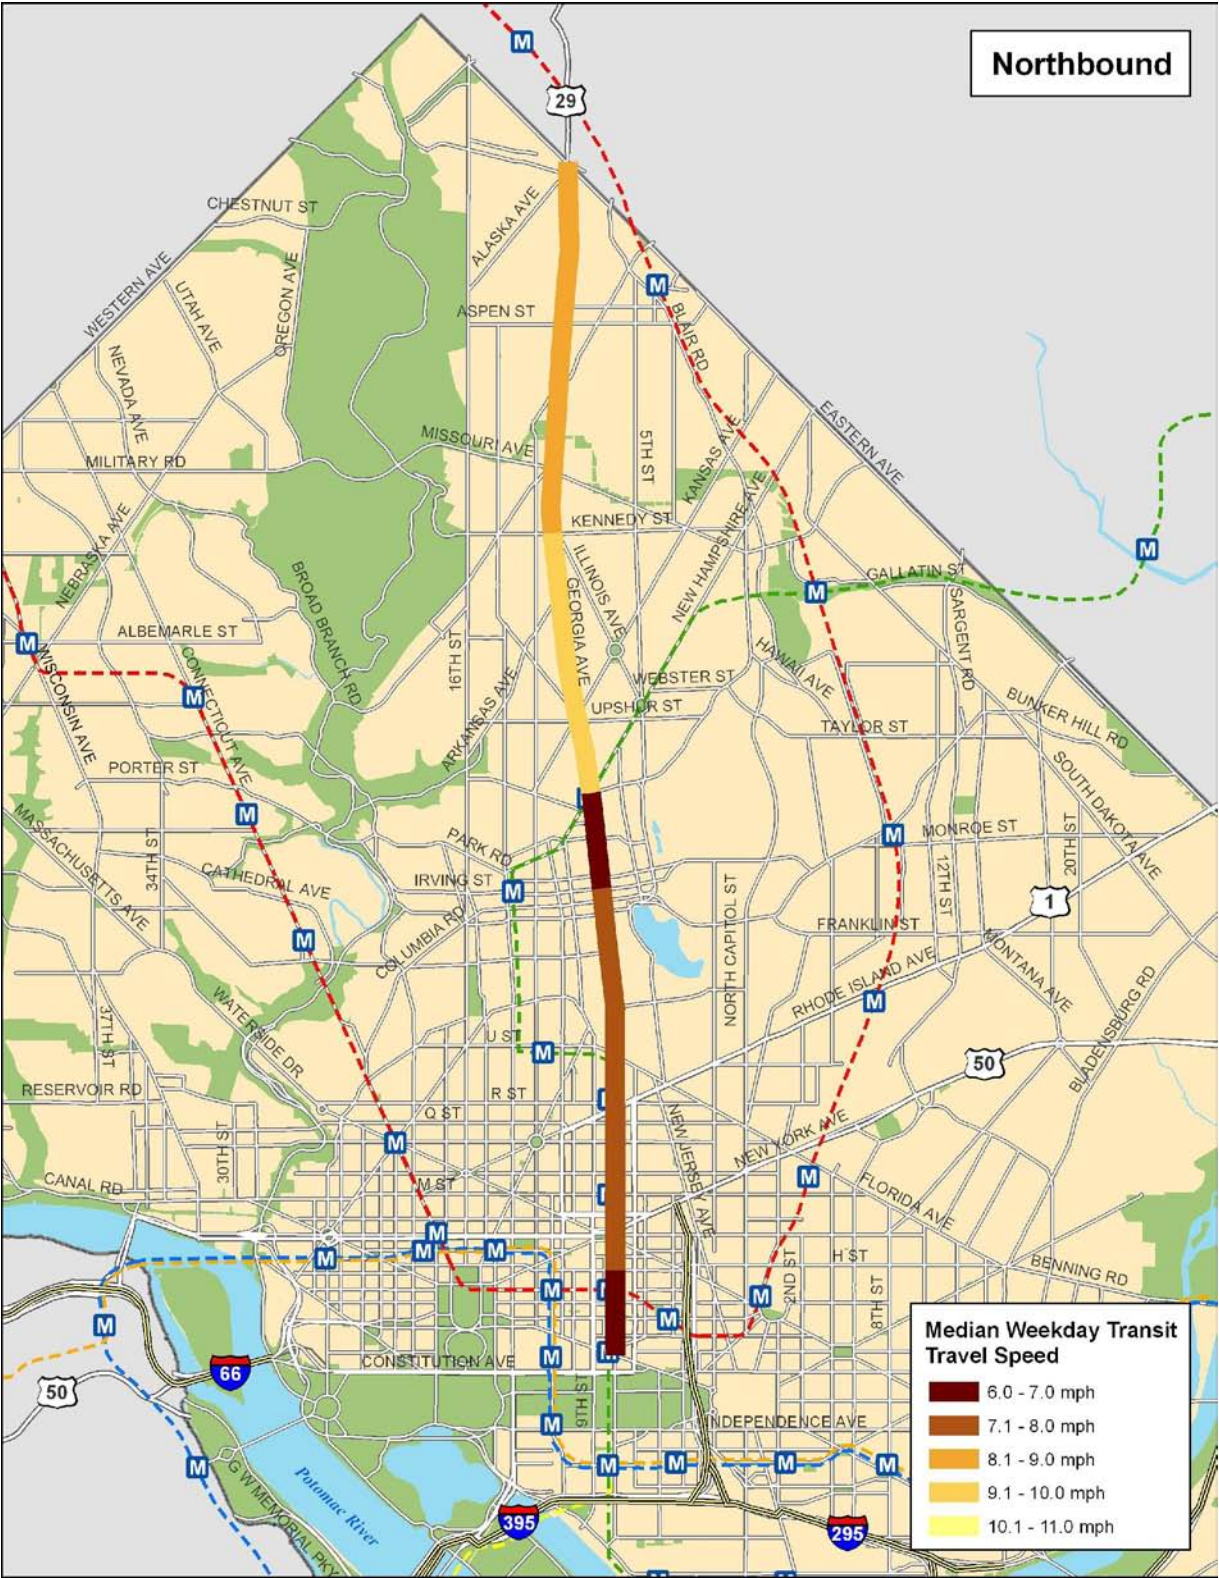 Northbound
M
29
CHESTNUT ST
ALASKA AVE
WESTERN AVE
UTAH AVE
OREGON AVE
ASPEN ST
M
BLAIR RD
NEVADA AVE
MISSOURI AVE
5TH ST
KANSAS AVE
EASTERN AVE
MILITARY RD
NEBRASKA AVE
KENNEDY ST
NEW HAMPSHIRE AVE
M
BROAD BRANCH RD
ILLINOIS AVE
GEORGIA AVE
GALLATIN ST
M
SARGENT RD
M
ALBEMARLE ST
16TH ST
HAWAII AVE
WISCONSIN AVE
M
CONNECTICUT AVE
ARKANSAS AVE
WEBSTER ST
UPSHUR ST
TAYLOR ST
BUNKER HILL RD
PORTER ST
SOUTH DAKOTA AVE
MASSACHUSETTS AVE
M
34TH ST
PARK RD
M
MONROE ST
20TH ST
CATHEDRAL AVE
IRVING ST
M
12TH ST
1
COLUMBIA RD
NORTH CAPITOL ST
FRANKLIN ST
M
MONTANA AVE
RHODE ISLAND AVE
M
WATERSIDE DR
37TH ST
U ST
M
50
BLADENSBURG RD
RESERVOIR RD
R ST
Q ST
NEW JERSEY AVE
NEW YORK AVE
30TH ST
M
CANAL RD
M ST
M
FLORIDA AVE
M
M
M
M
H ST
BENNING RD
2ND ST
M
M
8TH ST
M
M
M
CONSTITUTION AVE
66
50
9TH ST
M
INDEPENDENCE AVE
M
M
M
M
M
G W MEMORIAL PKY
Potomac River
395
295
Median Weekday Transit
Travel Speed
6.0 - 7.0 mph
7.1 - 8.0 mph
8.1 - 9.0 mph
9.1 - 10.0 mph
10.1 - 11.0 mph